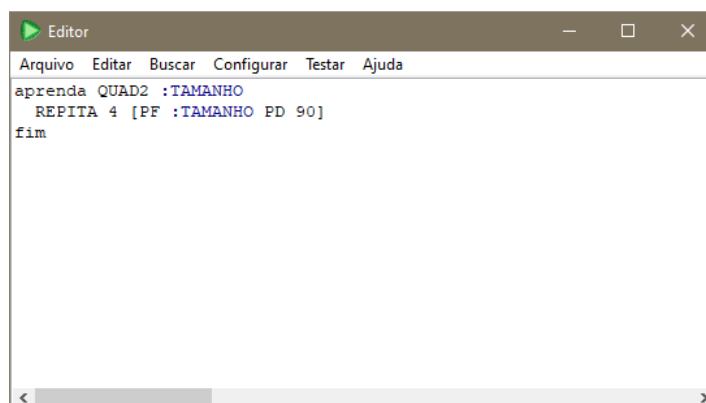 Editor
Arquivo Editar Buscar Configurar Testar Ajuda
aprenda QUAD2 :TAMANHO
REPITA 4 [PF :TAMANHO PD 90]
fim